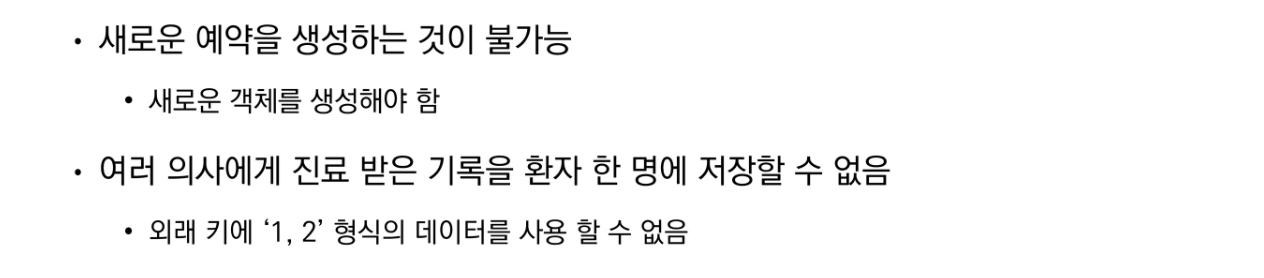 • 새로운 예약을 생성하는 것이 불가능
• 새로운 객체를 생성해야 함
• 여러 의사에게 진료 받은 기록을 환자 한 명에 저장할 수 없음
• 외래 키에 ‘1, 2’ 형식의 데이터를 사용 할 수 없음